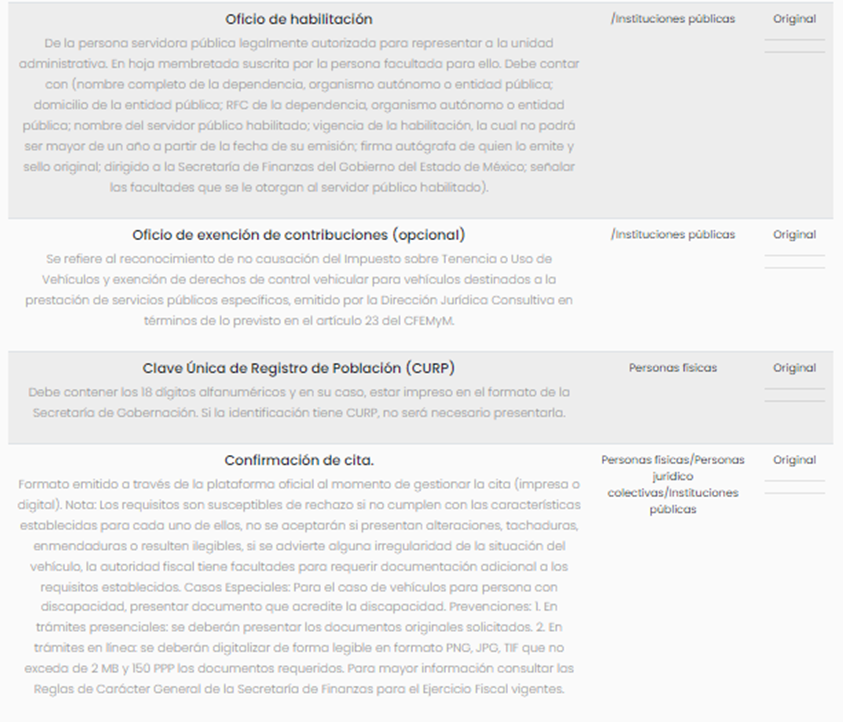 Oficio de habilitación
/Instituciones públicas
Original
De la persona servidora pública legalmente autorizada para representar a la unidad
administrativa. En hoja membretada suscrita por la persona facultada para ello. Debe contar
con (nombre completo de la dependencia, organismo autónomo o entidad pública;
domicilio de la entidad pública; RFC de la dependencia, organismo autónomo o entidad
pública; nombre del servidor público habilitado; vigencia de la habilitación, la cual no podrá
ser mayor de un año a partir de la fecha de su emisión; firma autógrafa de quien lo emite y
sello original; dirigido a la Secretaría de Finanzas del Gobierno del Estado de México; señalar
las facultades que se le otorgan al servidor público habilitado).
Oficio de exención de contribuciones (opcional)
/Instituciones públicas
Original
Se refiere al reconocimiento de no causación del Impuesto sobre Tenencia o Uso de
Vehículos y exención de derechos de control vehicular para vehículos destinados a la
prestación de servicios públicos específicos, emitido por la Dirección Jurídica Consultiva en
términos de lo previsto en el artículo 23 del CFEMyM.
Clave Única de Registro de Población (CURP)
Personas físicas
Original
Debe contener los 18 dígitos alfanuméricos y en su caso, estar impreso en el formato de la
Secretaría de Gobernación. Si la identificación tiene CURP, no será necesario presentarla.
Confirmación de cita.
Personas físicas/Personas
jurídico
colectivas/Instituciones
públicas
Original
Formato emitido a través de la plataforma oficial al momento de gestionar la cita (impresa o
digital). Nota: Los requisitos son susceptibles de rechazo si no cumplen con las características
establecidas para cada uno de ellos, no se aceptarán si presentan alteraciones, tachaduras,
enmendaduras o resulten ilegibles, si se advierte alguna irregularidad de la situación del
vehículo, la autoridad fiscal tiene facultades para requerir documentación adicional a los
requisitos establecidos. Casos Especiales: Para el caso de vehículos para persona con
discapacidad, presentar documento que acredite la discapacidad. Prevenciones: 1. En
trámites presenciales: se deberán presentar los documentos originales solicitados. 2. En
trámites en línea: se deberán digitalizar de forma legible en formato PNG, JPG, TIF que no
exceda de 2 MB y 150 PPP los documentos requeridos. Para mayor información consultar las
Reglas de Carácter General de la Secretaría de Finanzas para el Ejercicio Fiscal vigentes.